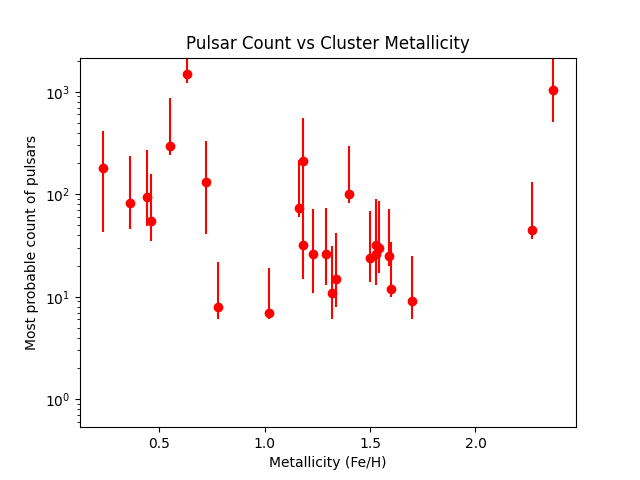 Pulsar Count vs Cluster Metallicity
Most probable count of pulsars
10³
10²
10¹
10⁰
0.5 1.0 1.5 2.0
Metallicity (Fe/H)